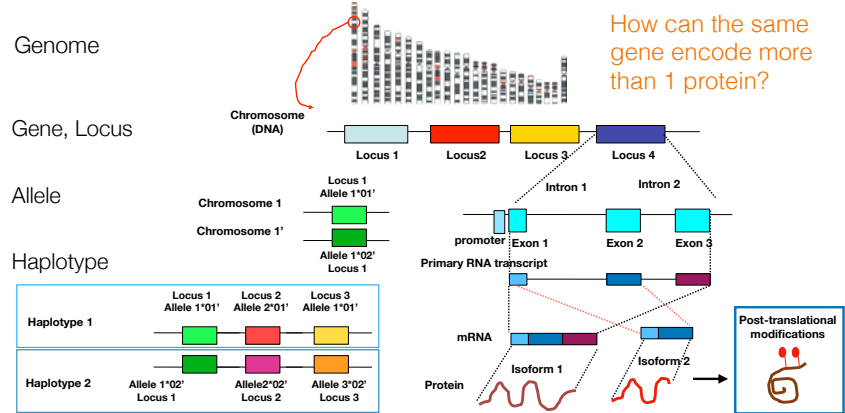 Genome
How can the same
gene encode more
than 1 protein?
Gene, Locus
Chromosome
(DNA)
Locus 1
Locus2
Locus 3
Locus 4
Allele
Locus 1
Allele 1*01’
Chromosome 1
Chromosome 1’
Allele 1*02’
Locus 1
Intron 1
Intron 2
promoter
Exon 1
Exon 2
Exon 3
Primary RNA transcript
Haplotype
Locus 1
Allele 1*01’
Locus 2
Allele 2*01’
Locus 3
Allele 1*01’
Haplotype 1
Haplotype 2
Allele 1*02’
Locus 1
Allele2*02’
Locus 2
Allele 3*02’
Locus 3
mRNA
Isoform 1
Isoform 2
Protein
Post-translational
modifications